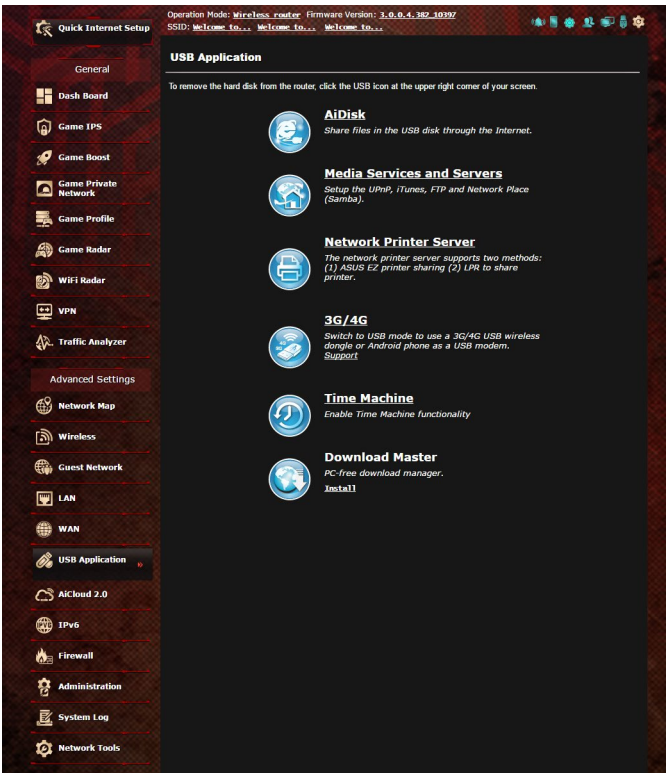 Quick Internet Setup
Operation Mode: Wireless router Firmware Version: 3.0.0.4.382_10397
SSID: Welcome to... Welcome to... Welcome to...
General
Dash Board
Game IPS
Game Boost
Game Private
Network
Game Profile
Game Radar
WiFi Radar
VPN
Traffic Analyzer
Advanced Settings
Network Map
Wireless
Guest Network
LAN
WAN
USB Application
AiCloud 2.0
IPv6
Firewall
Administration
System Log
Network Tools
USB Application
To remove the hard disk from the router, click the USB icon at the upper right corner of your screen.
AiDisk
Share files in the USB disk through the Internet.
Media Services and Servers
Setup the UPnP, iTunes, FTP and Network Place
(Samba).
Network Printer Server
The network printer server supports two methods:
(1) ASUS EZ printer sharing (2) LPR to share
printer.
3G/4G
Switch to USB mode to use a 3G/4G USB wireless
dongle or Android phone as a USB modem.
Support
Time Machine
Enable Time Machine functionality
Download Master
PC-free download manager.
Install